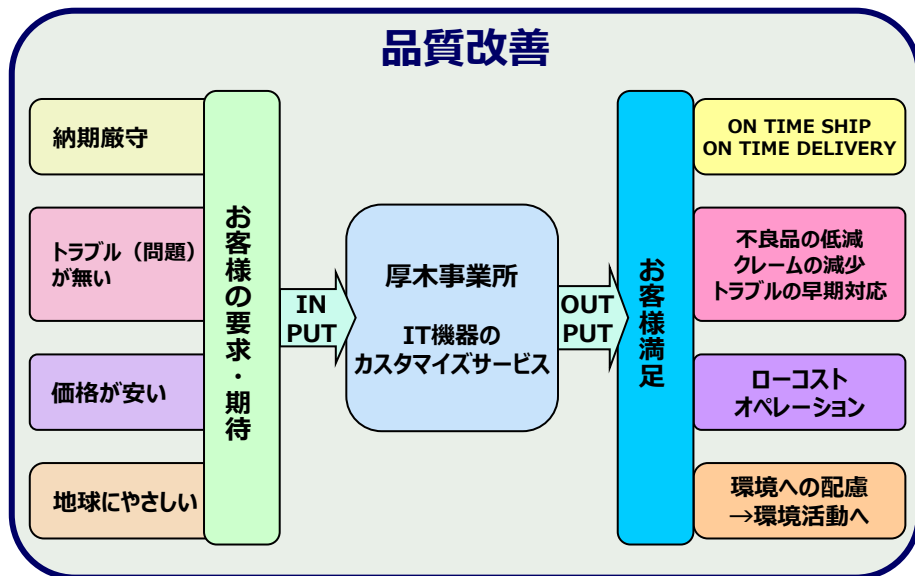 品質改善
納期厳守
トラブル（問題）
が無い
価格が安い
地球にやさしい
お客様の要求・期待
IN
PUT
厚木事業所
IT機器の
カスタマイズサービス
OUT
PUT
お客様満足
ON TIME SHIP
ON TIME DELIVERY
不良品の低減
クレームの減少
トラブルの早期対応
ローコスト
オペレーション
環境への配慮
→環境活動へ